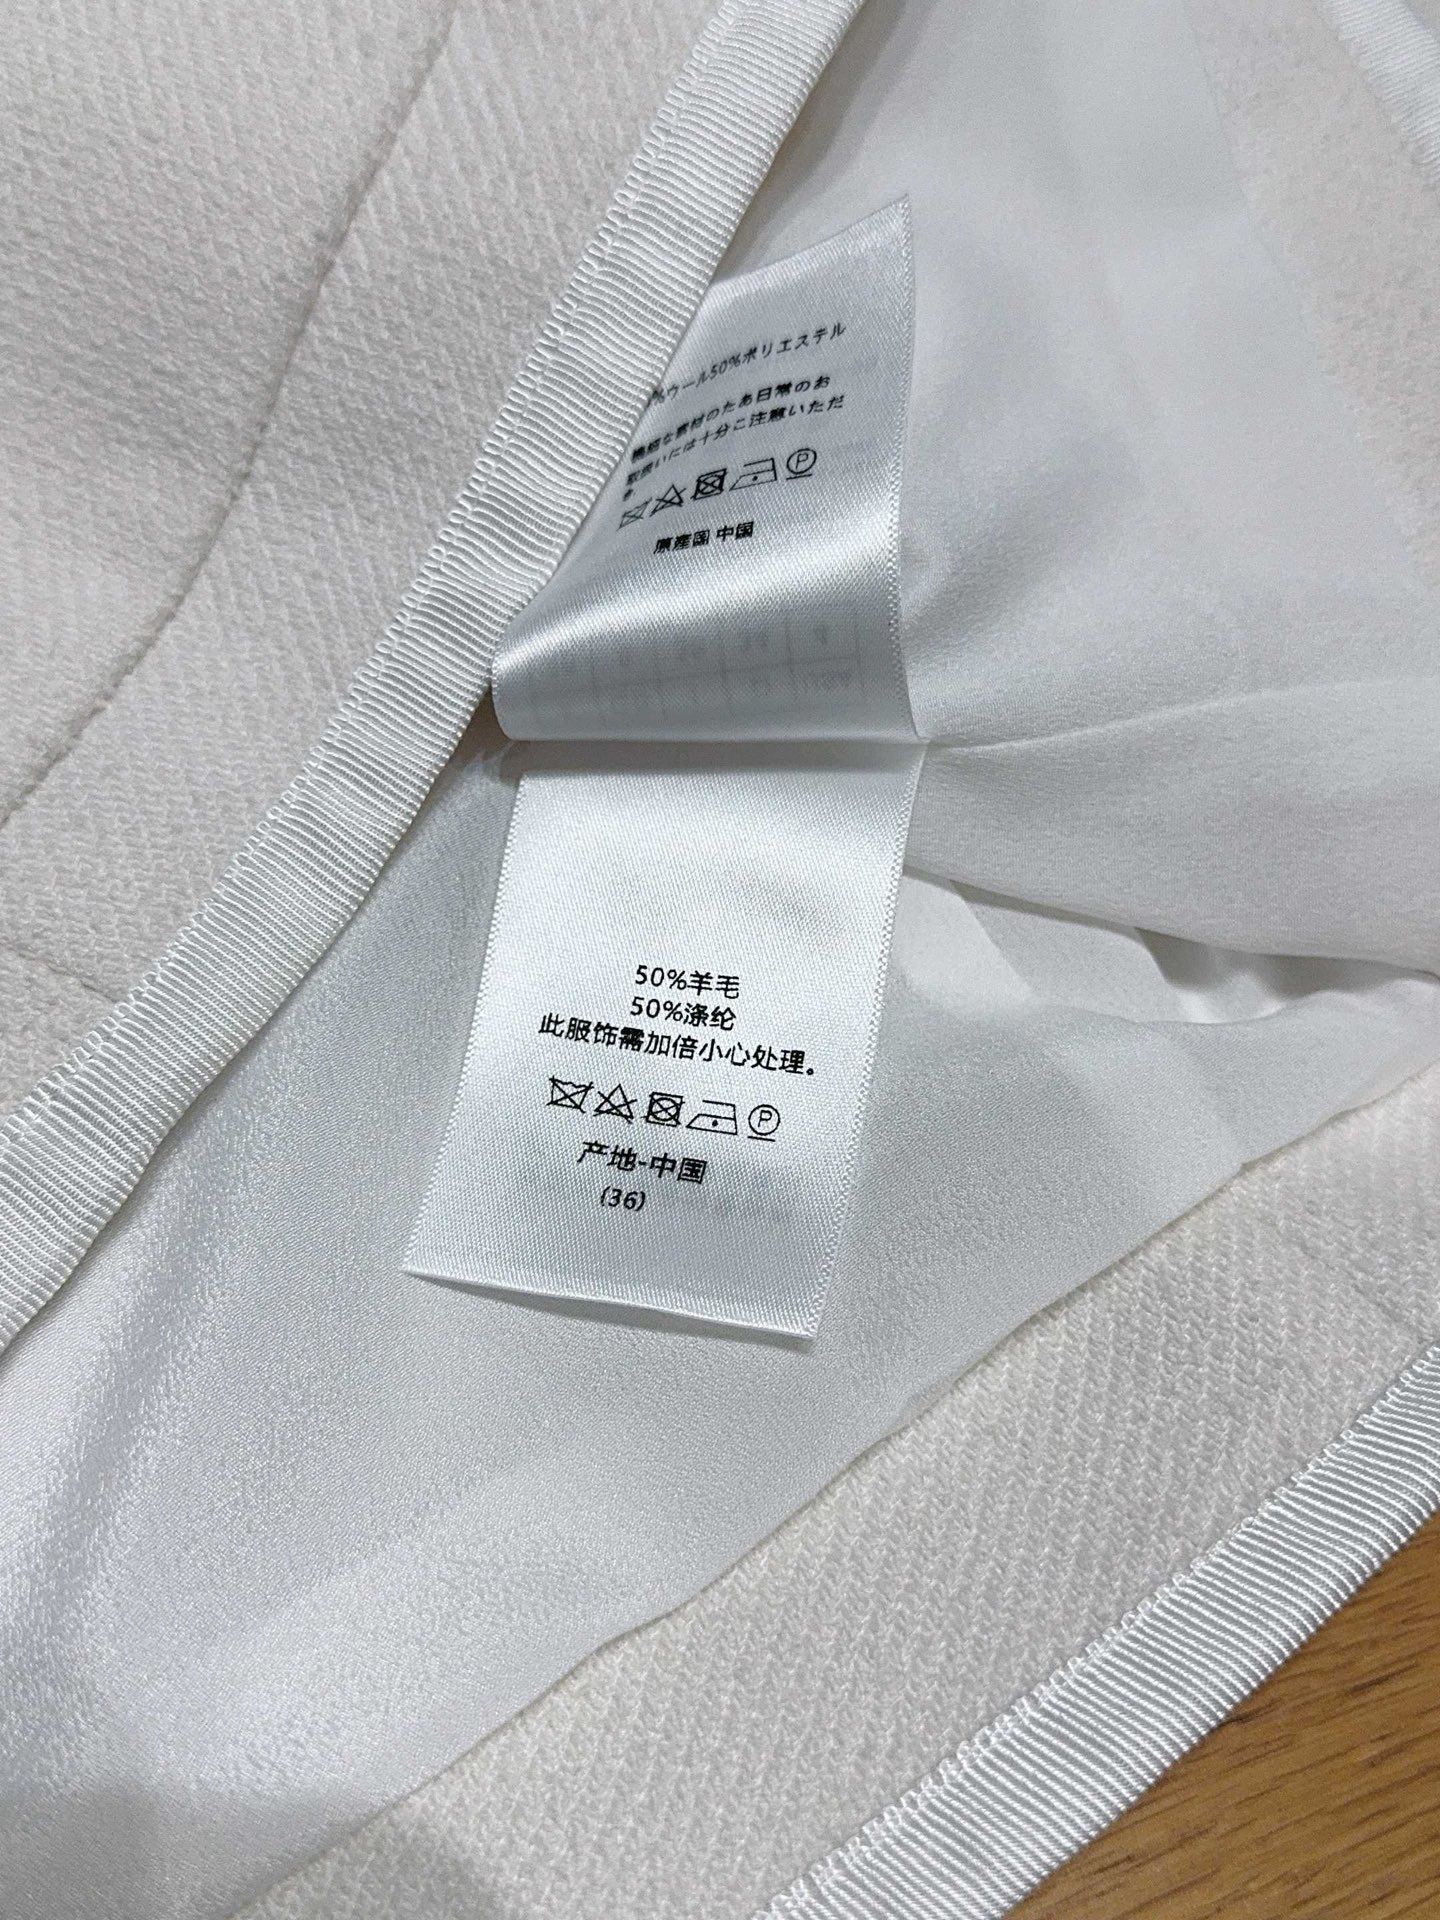 %ウール50%ポリエステル
繊細な素材のためあ日常のお
取扱いには十分こ注意いただ
き
P
原産国 中国
50%羊毛
50%涤纶
此服饰需加倍小心处理。
P
产地-中国
(36)